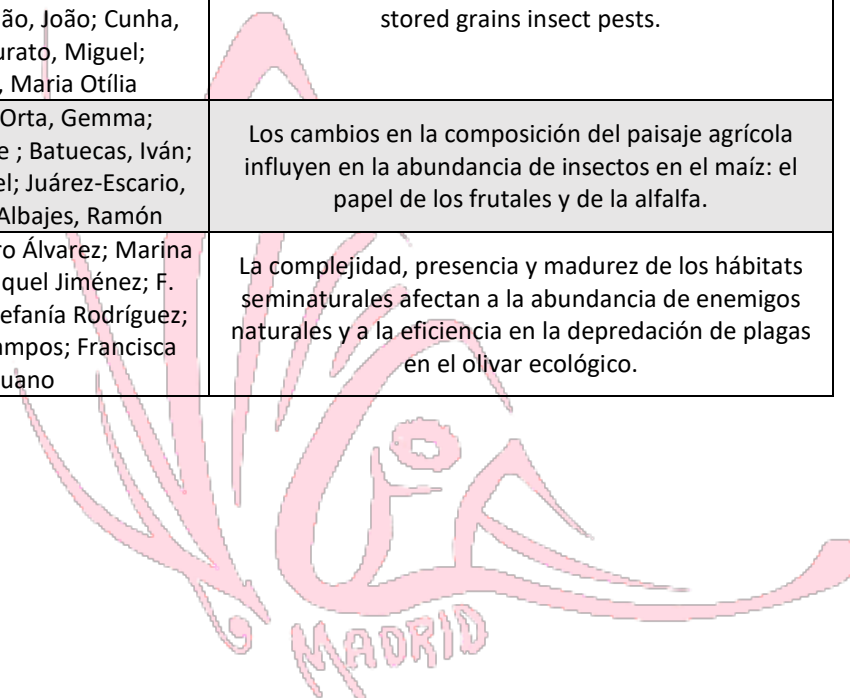 ão, João; Cunha,
urato, Miguel;
, Maria Otília
stored grains insect pests.
Orta, Gemma;
e ; Batuecas, Iván;
el; Juárez-Escario,
Albajes, Ramón
Los cambios en la composición del paisaje agrícola
influyen en la abundancia de insectos en el maíz: el
papel de los frutales y de la alfalfa.
ro Álvarez; Marina
quel Jiménez; F.
efanía Rodríguez;
ampos; Francisca
uano
La complejidad, presencia y madurez de los hábitats
seminaturales afectan a la abundancia de enemigos
naturales y a la eficiencia en la depredación de plagas
en el olivar ecológico.
MADRID